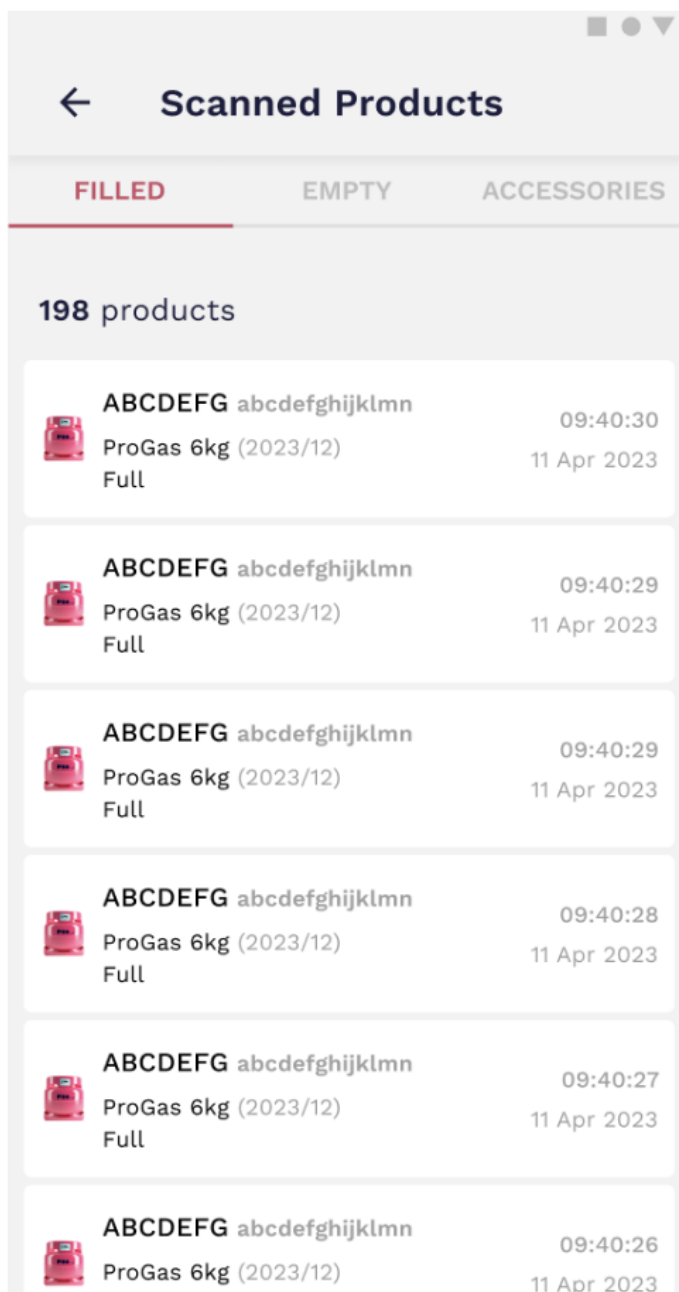 Scanned Products
FILLED EMPTY ACCESSORIES
198 products
ABCDEFG abcdefghijklmn
09:40:30
ProGas 6kg (2023/12)
11 Apr 2023
Full
ABCDEFG abcdefghijklmn
09:40:29
ProGas 6kg (2023/12)
11 Apr 2023
Full
ABCDEFG abcdefghijklmn
09:40:29
ProGas 6kg (2023/12)
11 Apr 2023
Full
ABCDEFG abcdefghijklmn
09:40:28
ProGas 6kg (2023/12)
11 Apr 2023
Full
ABCDEFG abcdefghijklmn
09:40:27
ProGas 6kg (2023/12)
11 Apr 2023
Full
ABCDEFG abcdefghijklmn
09:40:26
ProGas 6kg (2023/12)
11 Apr 2023